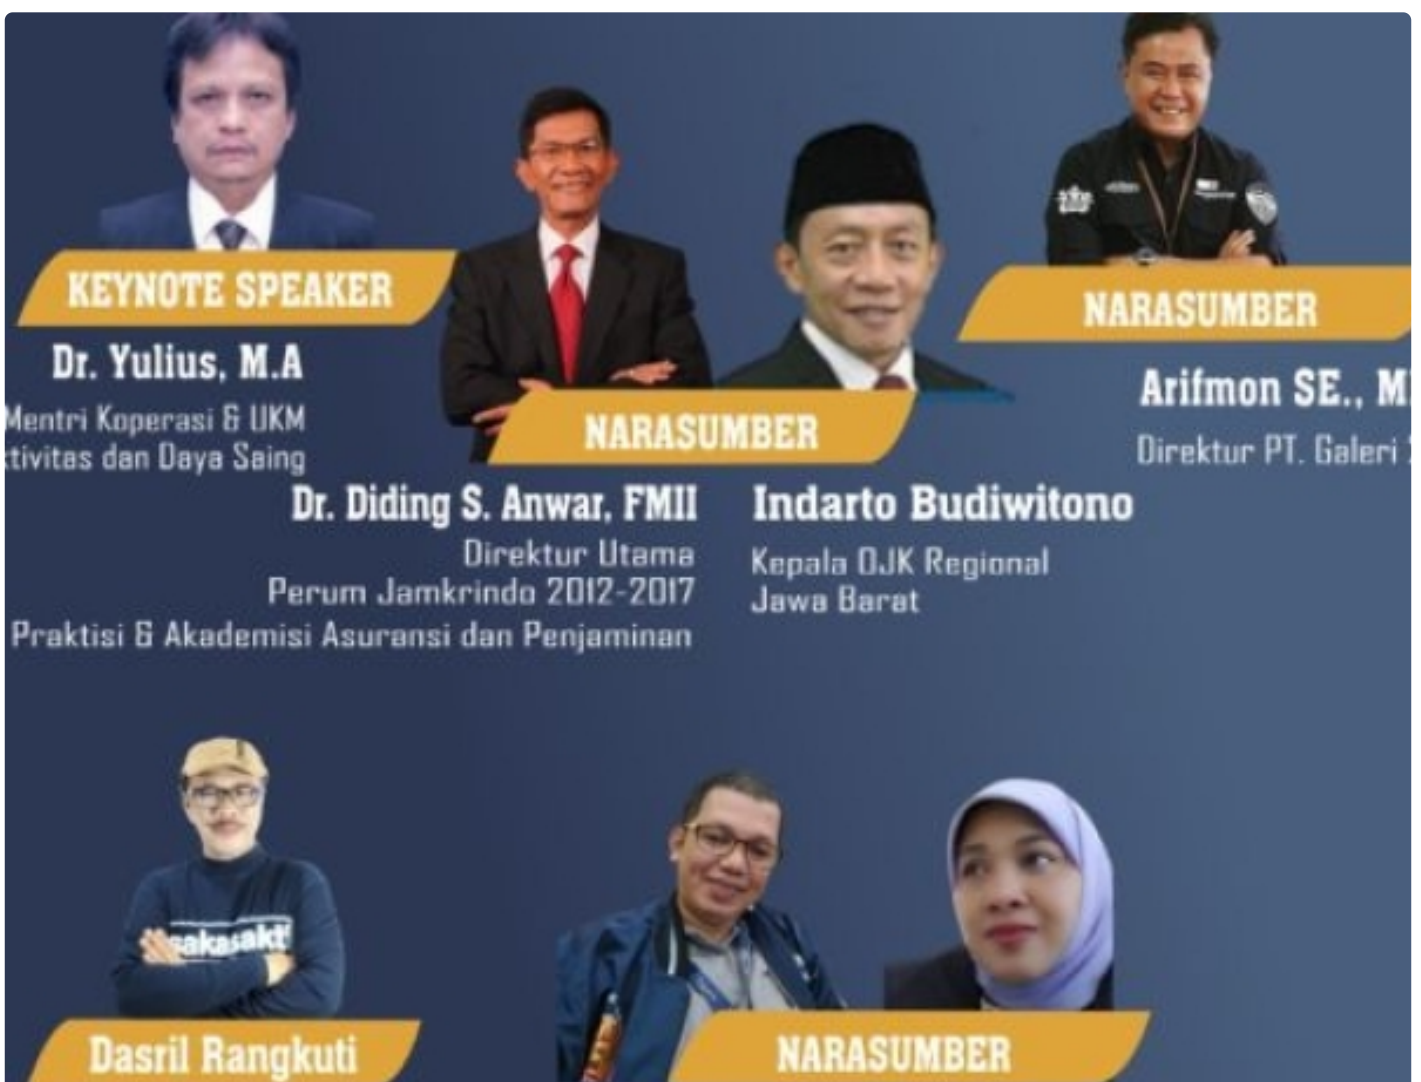 KEYNOTE SPEAKER
Dr. Yulius, M.A
Mentri Koperasi & UKM
ktivitas dan Daya Saing
NARASUMBER
Dr. Diding S. Anwar, FMII
Direktur Utama
Perum Jamkrindo 2012-2017
Praktisi & Akademisi Asuransi dan Penjaminan
Indarto Budiwitono
Kepala OJK Regional
Jawa Barat
NARASUMBER
Arifmon SE., M
Direktur PT. Galeri
sakasakti
Dasril Rangkuti
NARASUMBER